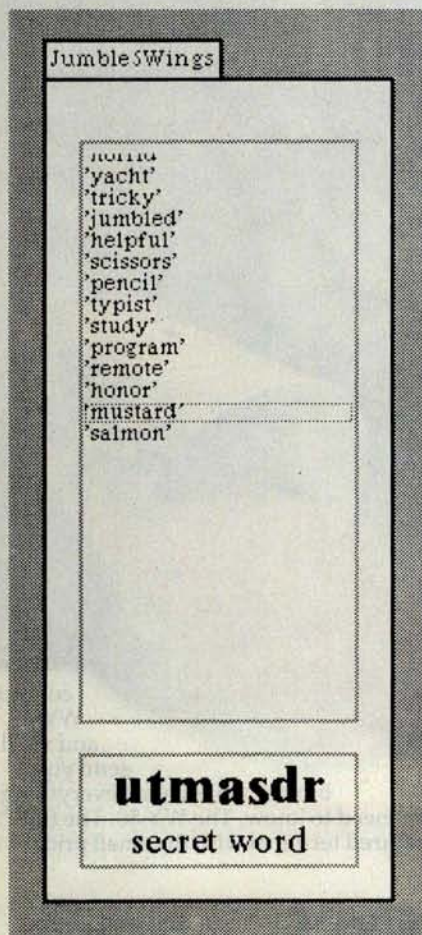 JumbleSWings
'yacht'
'tricky'
'jumbled'
'helpful'
'scissors'
'pencil'
'typist'
'study'
'program'
'remote'
'honor'
'mustard'
'salmon'
utmasdr
secret word